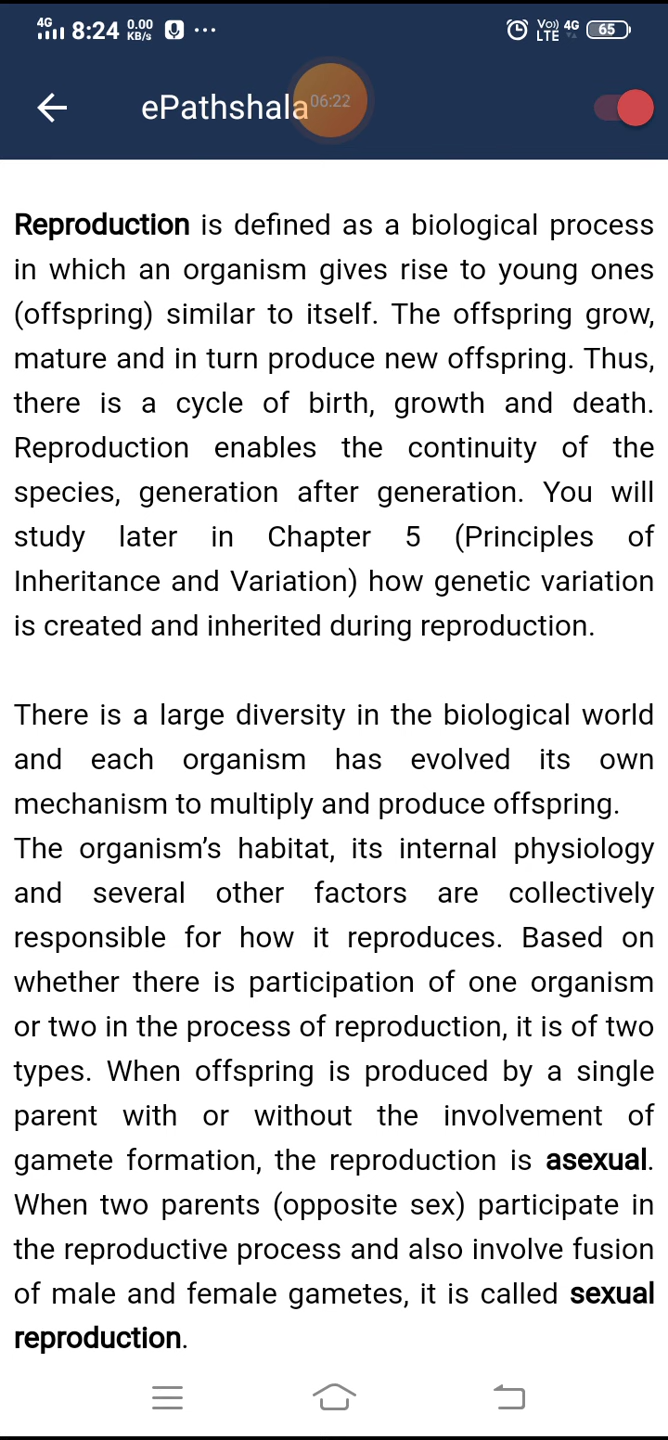 4G 8:24 0.00 KB/s ... Vo)) LTE 4G 65
ePathshala 06:22
Reproduction is defined as a biological process
in which an organism gives rise to young ones
(offspring) similar to itself. The offspring grow,
mature and in turn produce new offspring. Thus,
there is a cycle of birth, growth and death.
Reproduction enables the continuity of the
species, generation after generation. You will
study later in Chapter 5 (Principles of
Inheritance and Variation) how genetic variation
is created and inherited during reproduction.
There is a large diversity in the biological world
and each organism has evolved its own
mechanism to multiply and produce offspring.
The organism’s habitat, its internal physiology
and several other factors are collectively
responsible for how it reproduces. Based on
whether there is participation of one organism
or two in the process of reproduction, it is of two
types. When offspring is produced by a single
parent with or without the involvement of
gamete formation, the reproduction is asexual.
When two parents (opposite sex) participate in
the reproductive process and also involve fusion
of male and female gametes, it is called sexual
reproduction.